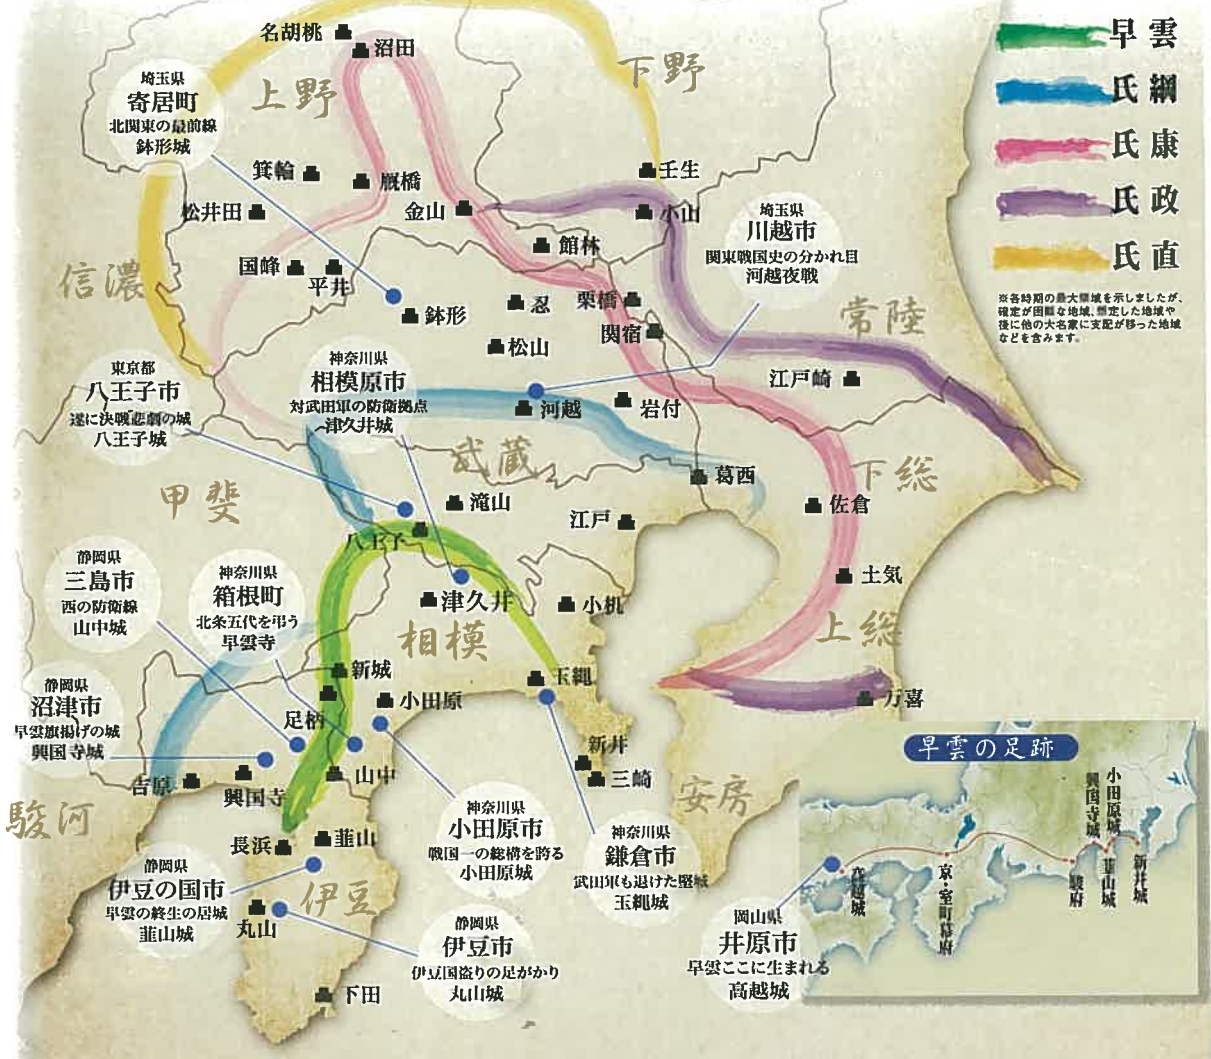 早雲
氏綱
氏康
氏政
氏直
※各時期の最大領域を示しましたが、
確定が困難な地域、想定した地域や
後に他の大名家に支配が移った地域
などを含みます。
名胡桃
沼田
上野
下野
埼玉県
寄居町
北関東の最前線
鉢形城
箕輪
厩橋
松井田
金山
壬生
小山
館林
国峰
平井
信濃
埼玉県
川越市
関東戦国史の分かれ目
河越夜戦
鉢形
忍
栗橋
関宿
松山
常陸
江戸崎
東京都
八王子市
遂に決戦悲劇の城
八王子城
神奈川県
相模原市
対武田軍の防衛拠点
津久井城
河越
岩付
武蔵
葛西
下総
甲斐
滝山
江戸
佐倉
八王子
静岡県
三島市
西の防衛線
山中城
神奈川県
箱根町
北条五代を弔う
早雲寺
津久井
小机
土気
相模
上総
新城
玉縄
足柄
小田原
万喜
静岡県
沼津市
早雲旗揚げの城
興国寺城
新井
三崎
吉原
興国寺
山中
安房
駿河
長浜
韮山
神奈川県
小田原市
戦国一の総構を誇る
小田原城
神奈川県
鎌倉市
武田軍も退けた堅城
玉縄城
静岡県
伊豆の国市
早雲の終生の居城
韮山城
伊豆
丸山
静岡県
伊豆市
伊豆国盗りの足がかり
丸山城
下田
岡山県
井原市
早雲ここに生まれる
高越城
早雲の足跡
高越城
京・室町幕府
駿府
興国寺城
韮山城
小田原城
新井城